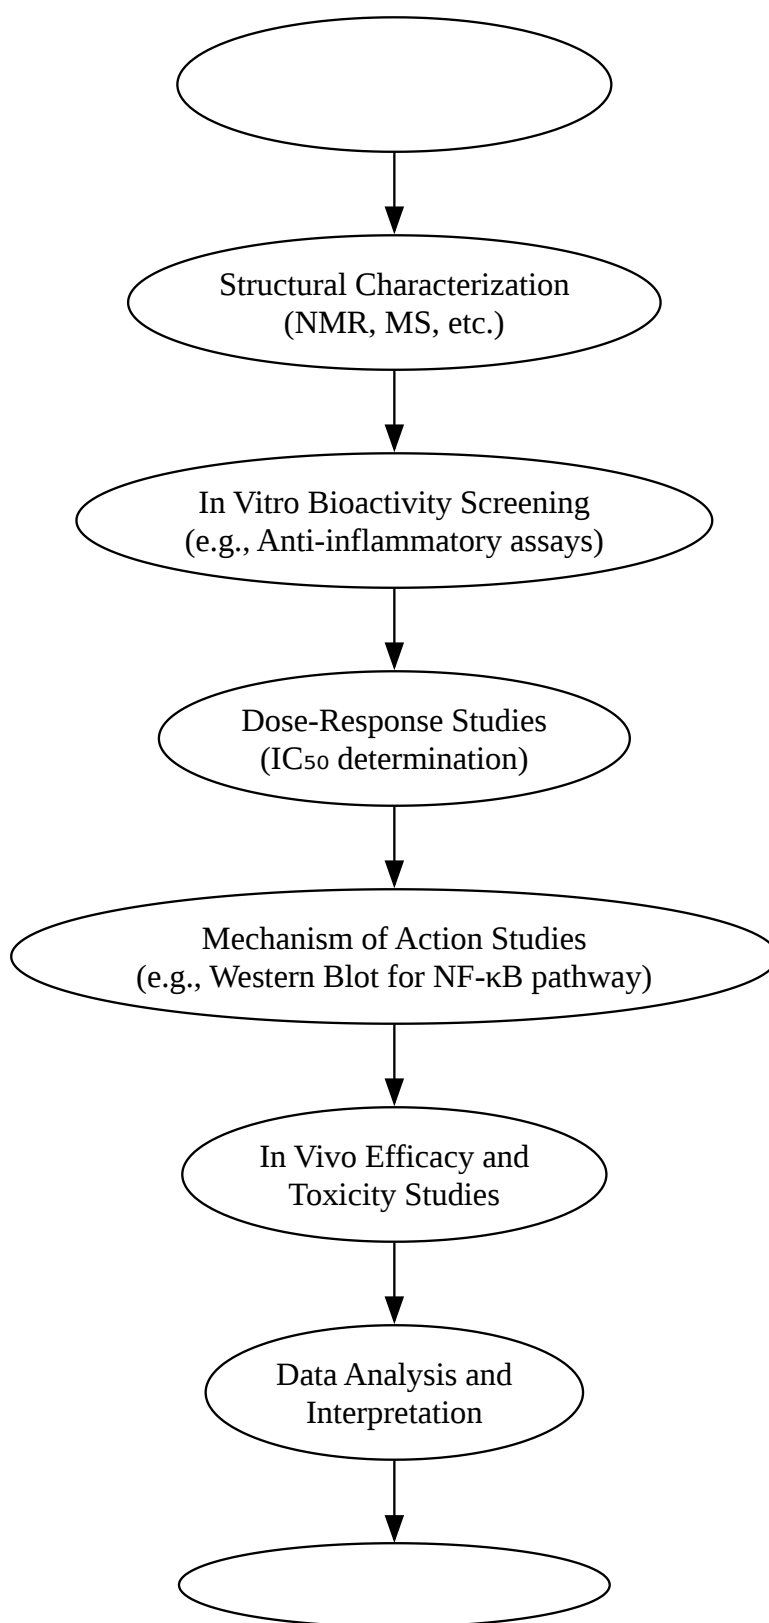 Structural Characterization
(NMR, MS, etc.)
In Vitro Bioactivity Screening
(e.g., Anti-inflammatory assays)
Dose-Response Studies
(IC₅₀ determination)
Mechanism of Action Studies
(e.g., Western Blot for NF-κB pathway)
In Vivo Efficacy and
Toxicity Studies
Data Analysis and
Interpretation